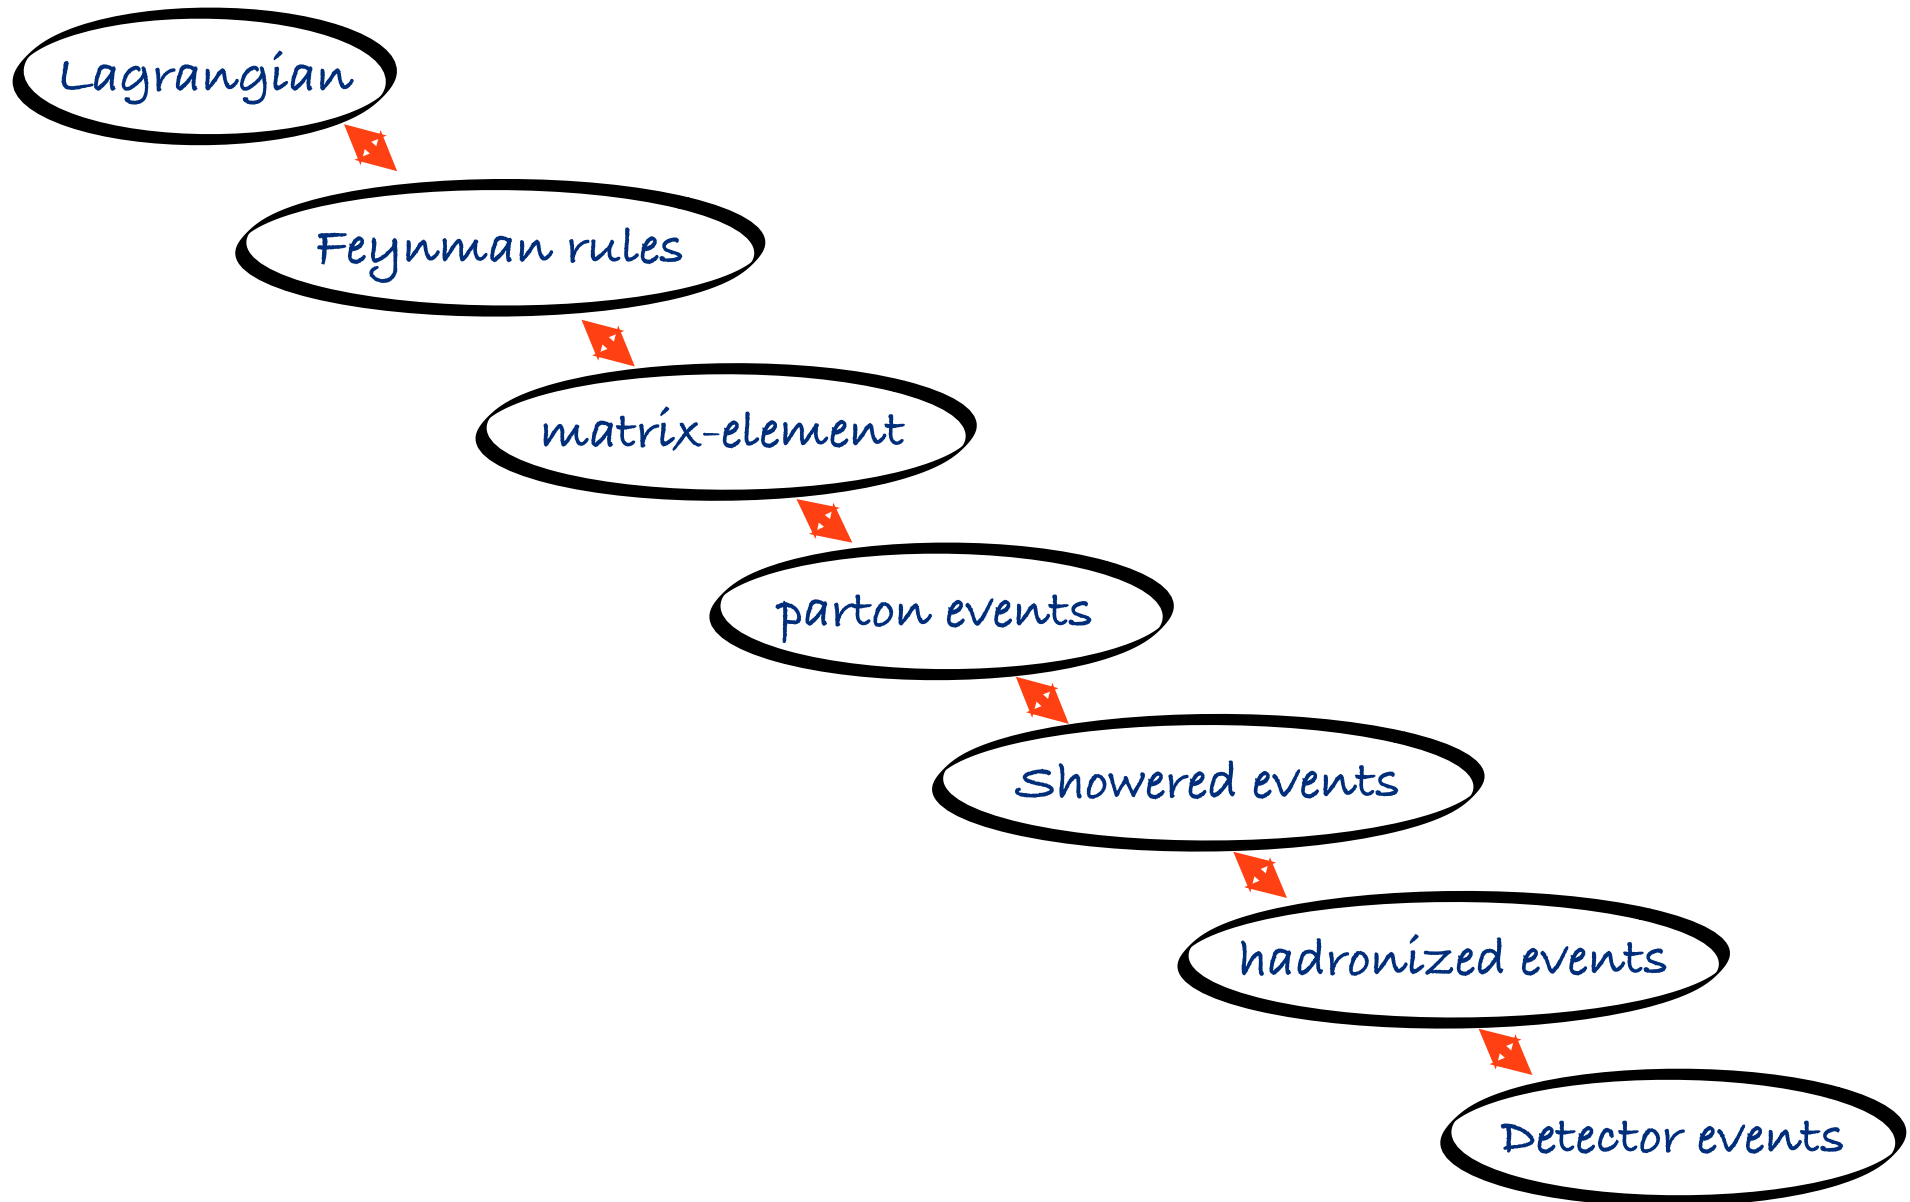 Lagrangian
Feynman rules
matrix-element
parton events
Showered events
hadronized events
Detector events